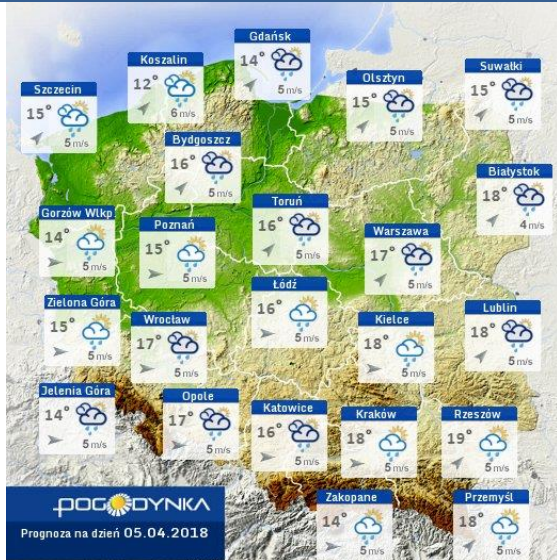 Gdańsk
14°
5 m/s
Koszalin
12°
6 m/s
Suwałki
15°
5 m/s
Olsztyn
15°
5 m/s
Szczecin
15°
5 m/s
Bydgoszcz
16°
5 m/s
Białystok
18°
4 m/s
Toruń
16°
5 m/s
Gorzów Wlkp.
14°
5 m/s
Poznań
15°
5 m/s
Warszawa
17°
5 m/s
Łódź
16°
5 m/s
Zielona Góra
15°
5 m/s
Wrocław
17°
5 m/s
Kielce
18°
5 m/s
Lublin
18°
5 m/s
Jelenia Góra
14°
5 m/s
Opole
17°
5 m/s
Katowice
16°
5 m/s
Kraków
18°
5 m/s
Rzeszów
19°
5 m/s
Zakopane
14°
5 m/s
Przemyśl
18°
5 m/s
POGODYNKA
Prognoza na dzień 05.04.2018